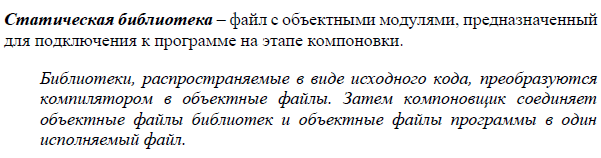 Статическая библиотека – файл с объектными модулями, предназначенный
для подключения к программе на этапе компоновки.
Библиотеки, распространяемые в виде исходного кода, преобразуются
компилятором в объектные файлы. Затем компоновщик соединяет
объектные файлы библиотек и объектные файлы программы в один
исполняемый файл.